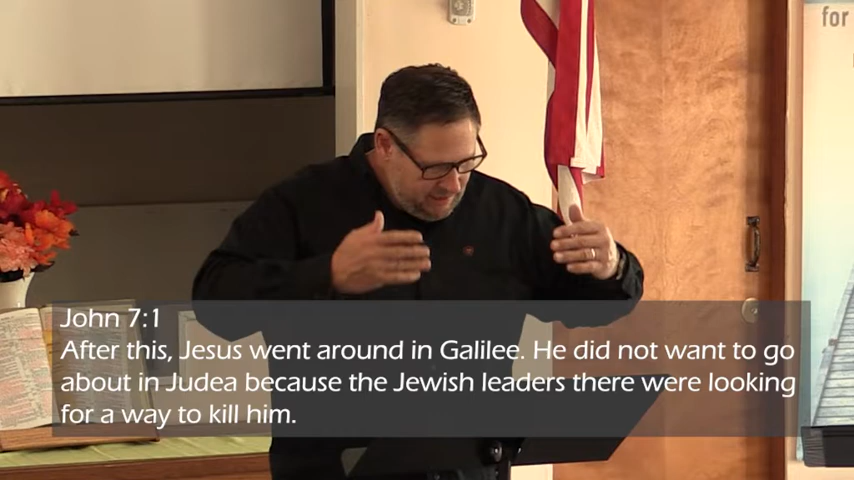 for
John 7:1
After this, Jesus went around in Galilee. He did not want to go
about in Judea because the Jewish leaders there were looking
for a way to kill him.